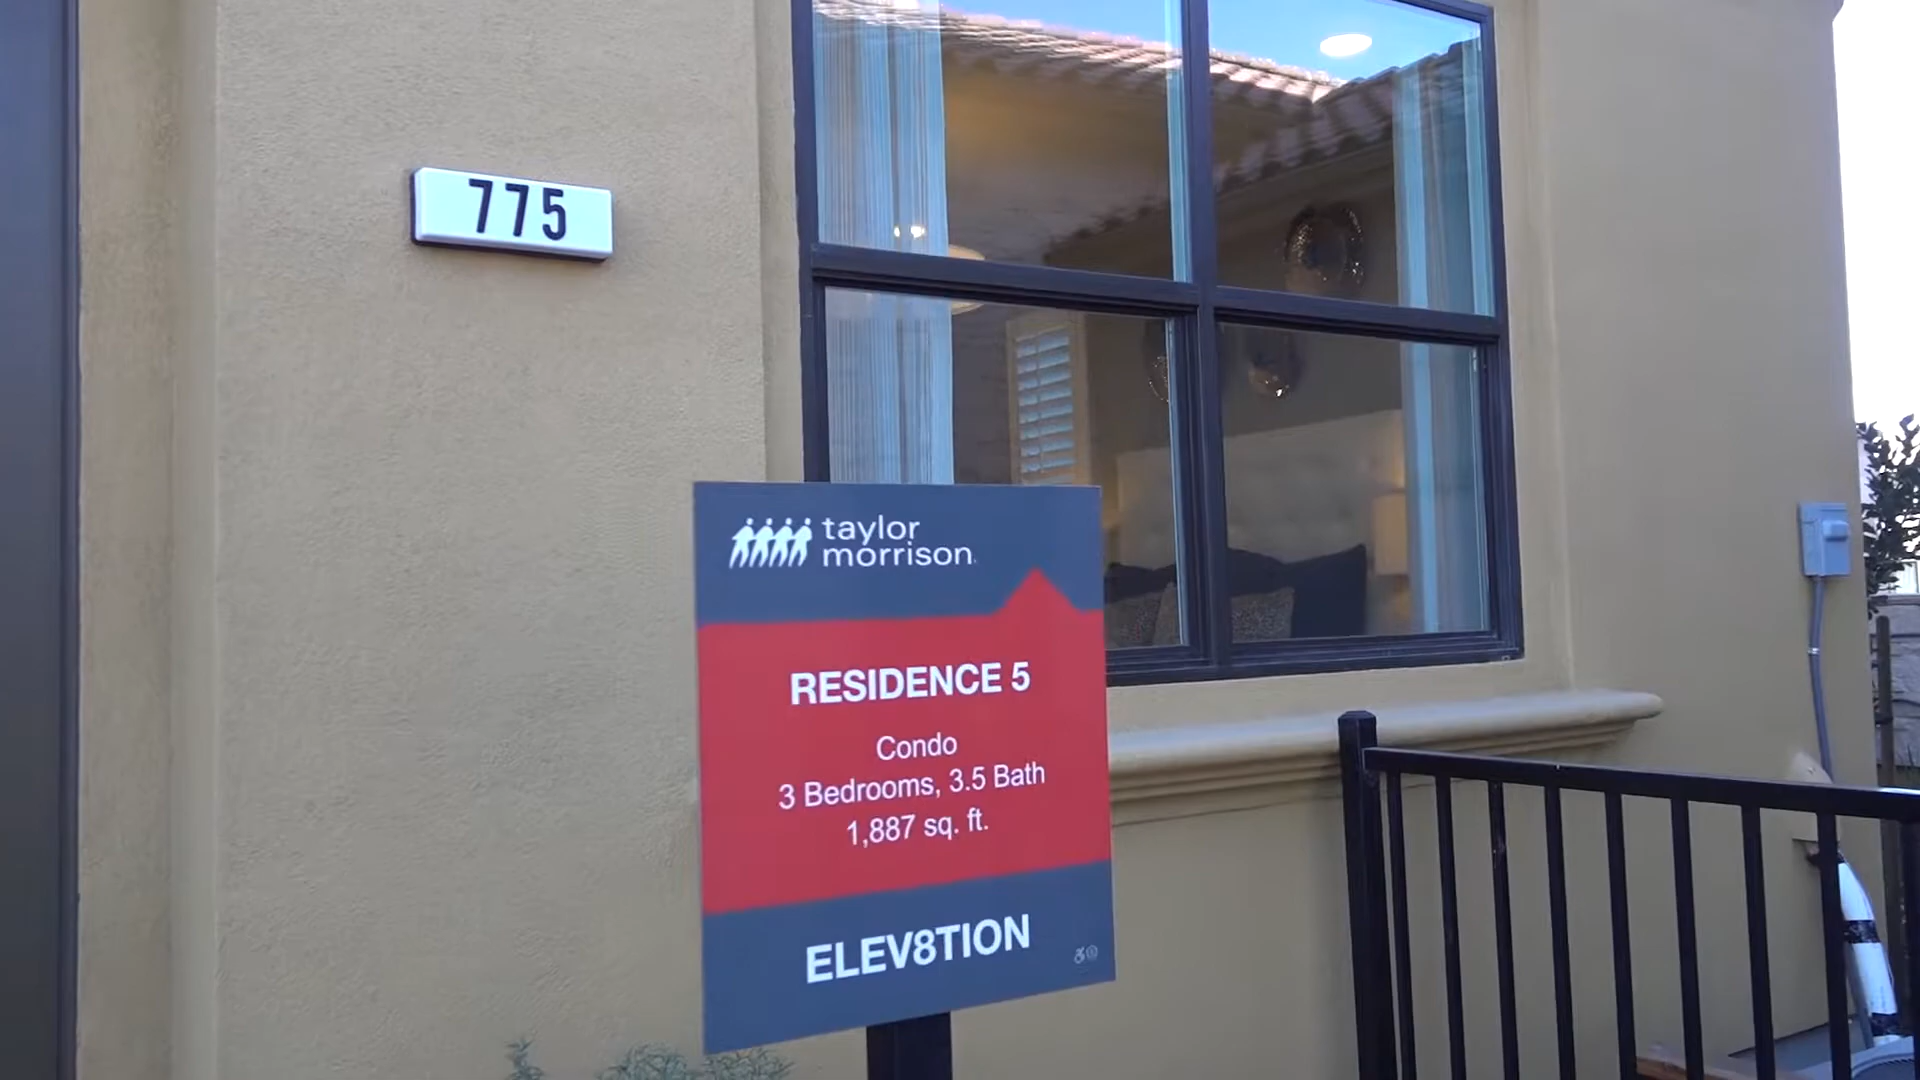 775
taylor
morrison
RESIDENCE 5
Condo
3 Bedrooms, 3.5 Bath
1,887 sq. ft.
ELEV8TION